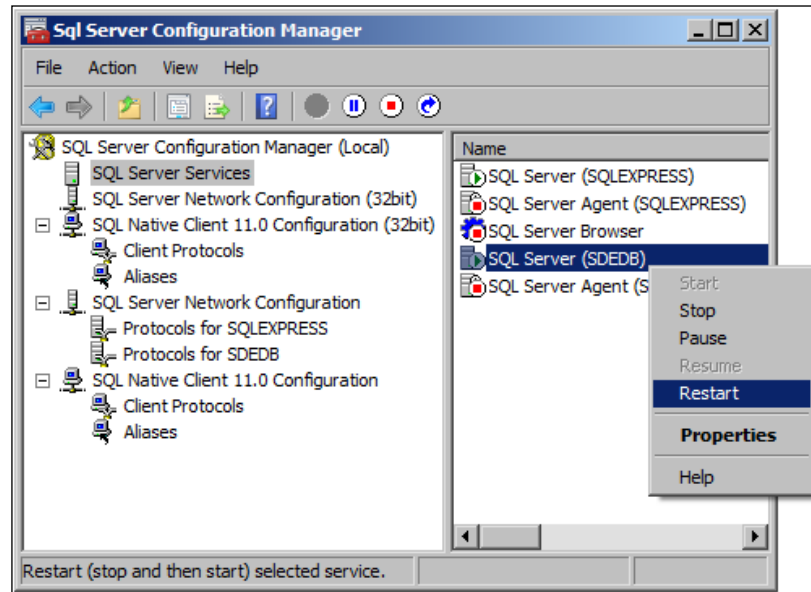 Sql Server Configuration Manager
File Action View Help
SQL Server Configuration Manager (Local)
SQL Server Services
SQL Server Network Configuration (32bit)
SQL Native Client 11.0 Configuration (32bit)
Client Protocols
Aliases
SQL Server Network Configuration
Protocols for SQLEXPRESS
Protocols for SDEDB
SQL Native Client 11.0 Configuration
Client Protocols
Aliases
Name
SQL Server (SQLEXPRESS)
SQL Server Agent (SQLEXPRESS)
SQL Server Browser
SQL Server (SDEDB)
SQL Server Agent (S
Start
Stop
Pause
Resume
Restart
Properties
Help
Restart (stop and then start) selected service.